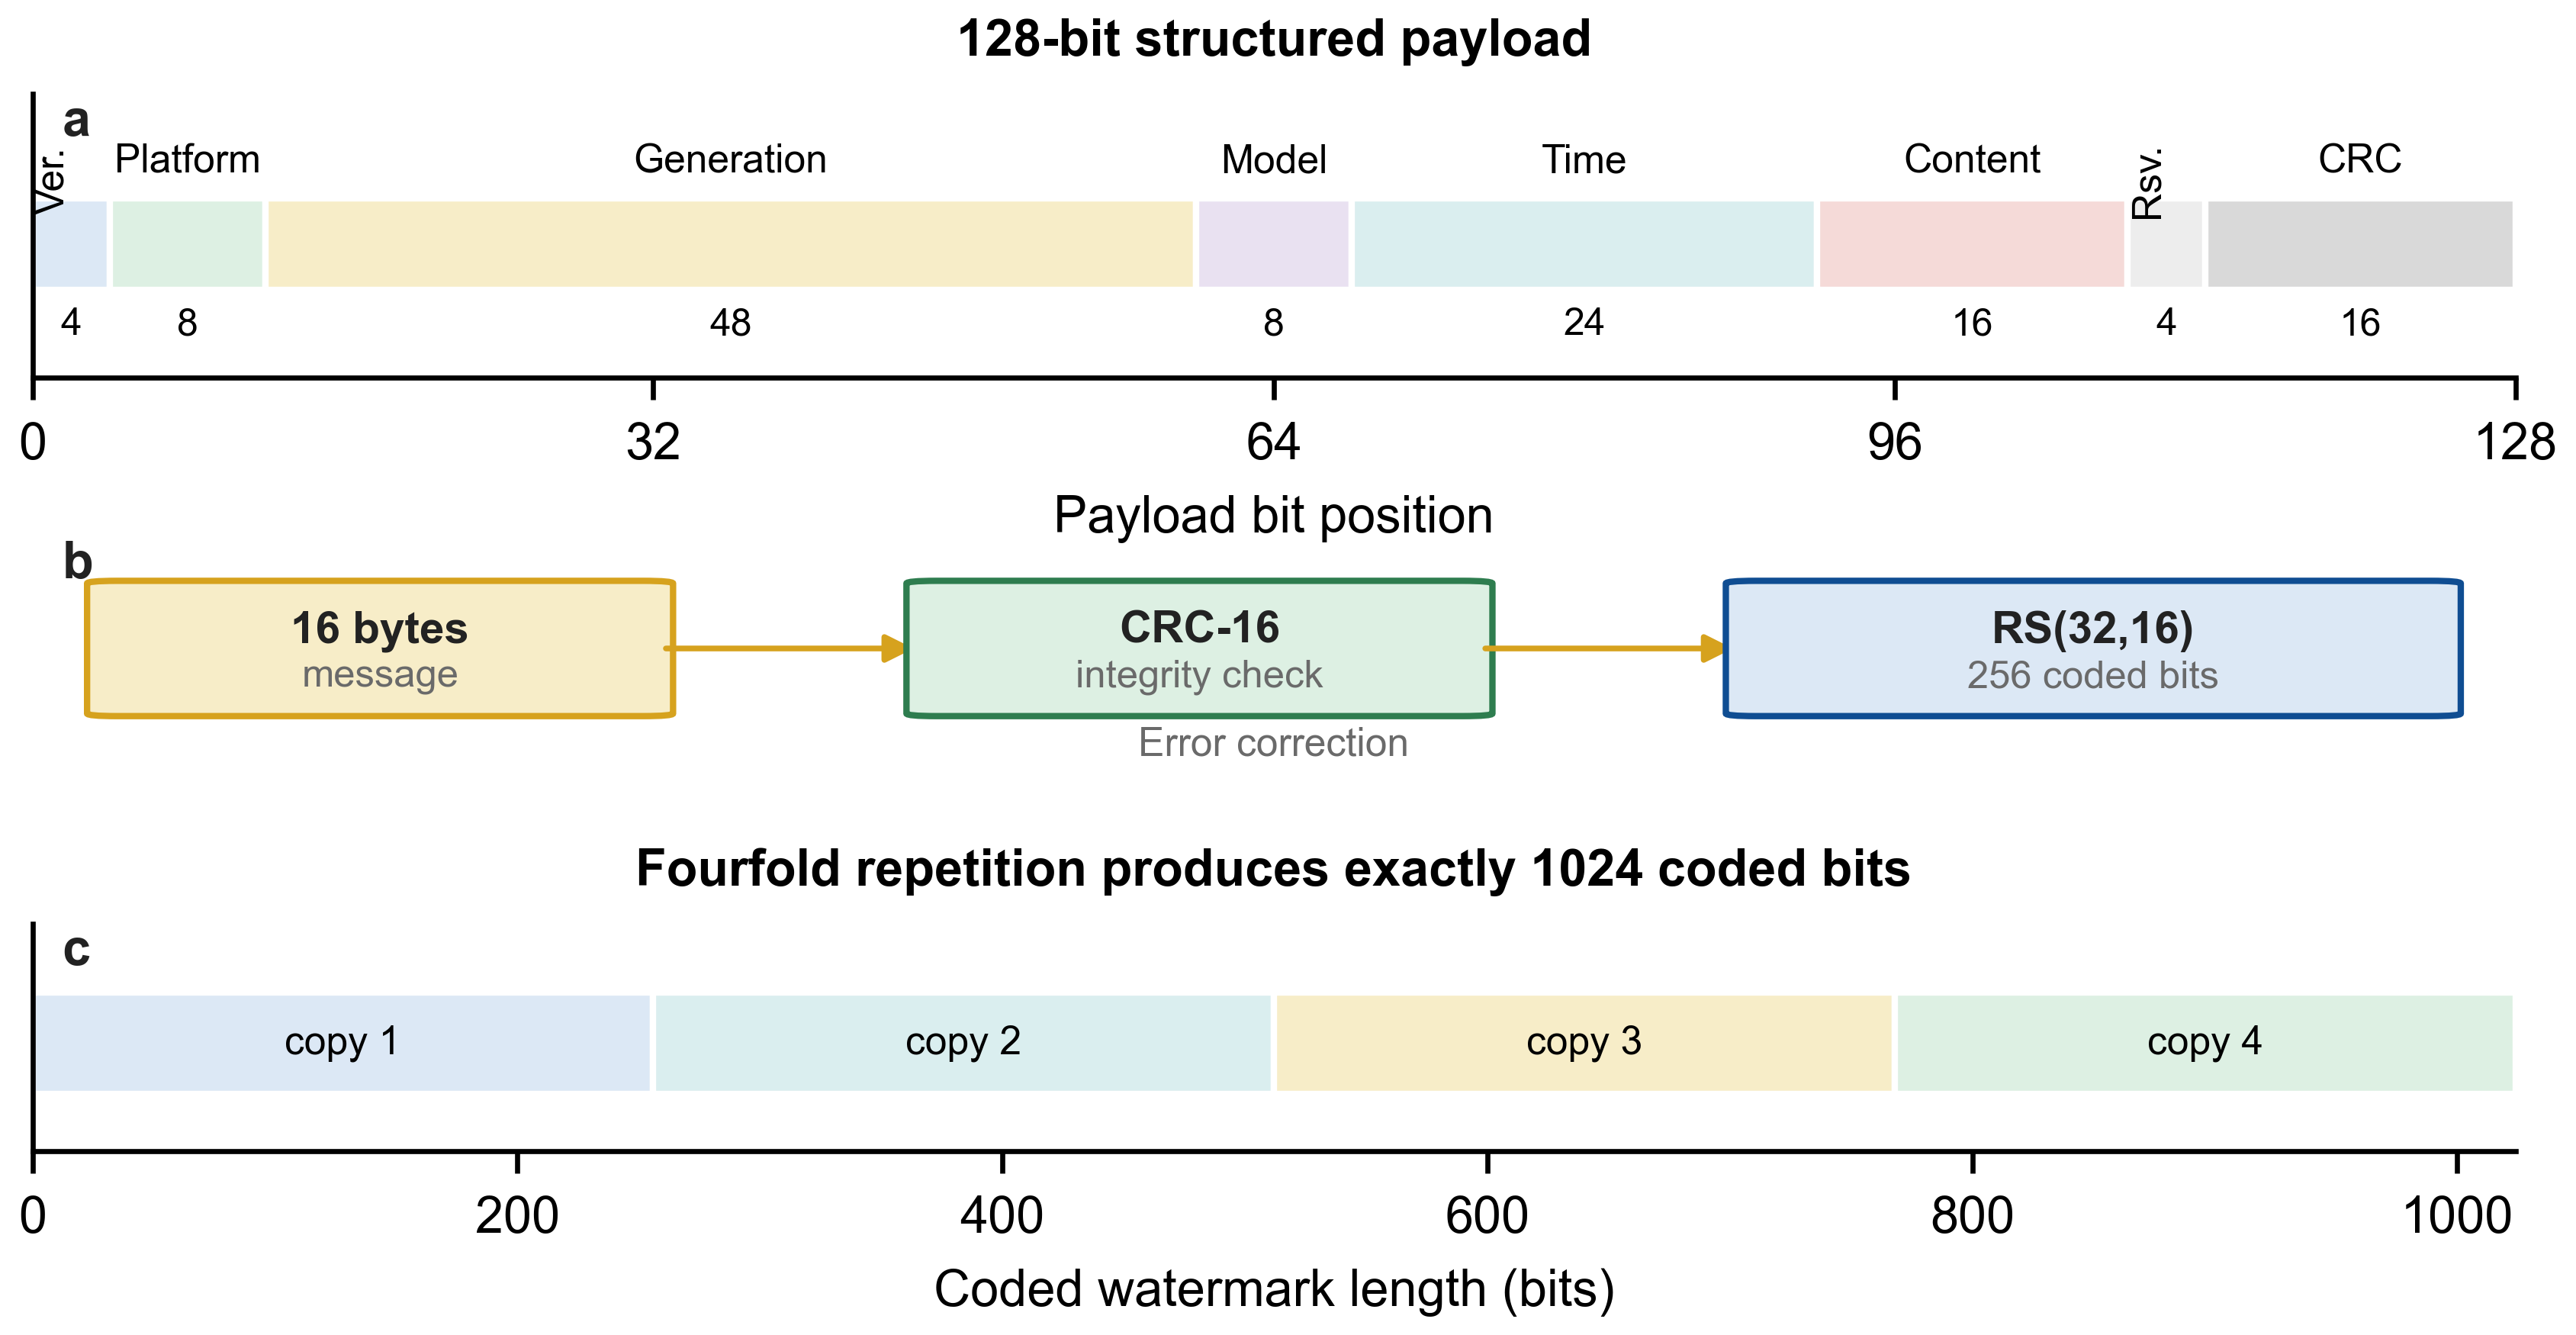 128-bit structured payload
a
Ver. Platform Generation Model Time Content Rsv. CRC
4 8 48 8 24 16 4 16
0 32 64 96 128
Payload bit position
b
16 bytes
message
CRC-16
integrity check
RS(32,16)
256 coded bits
Error correction
Fourfold repetition produces exactly 1024 coded bits
c
copy 1 copy 2 copy 3 copy 4
0 200 400 600 800 1000
Coded watermark length (bits)